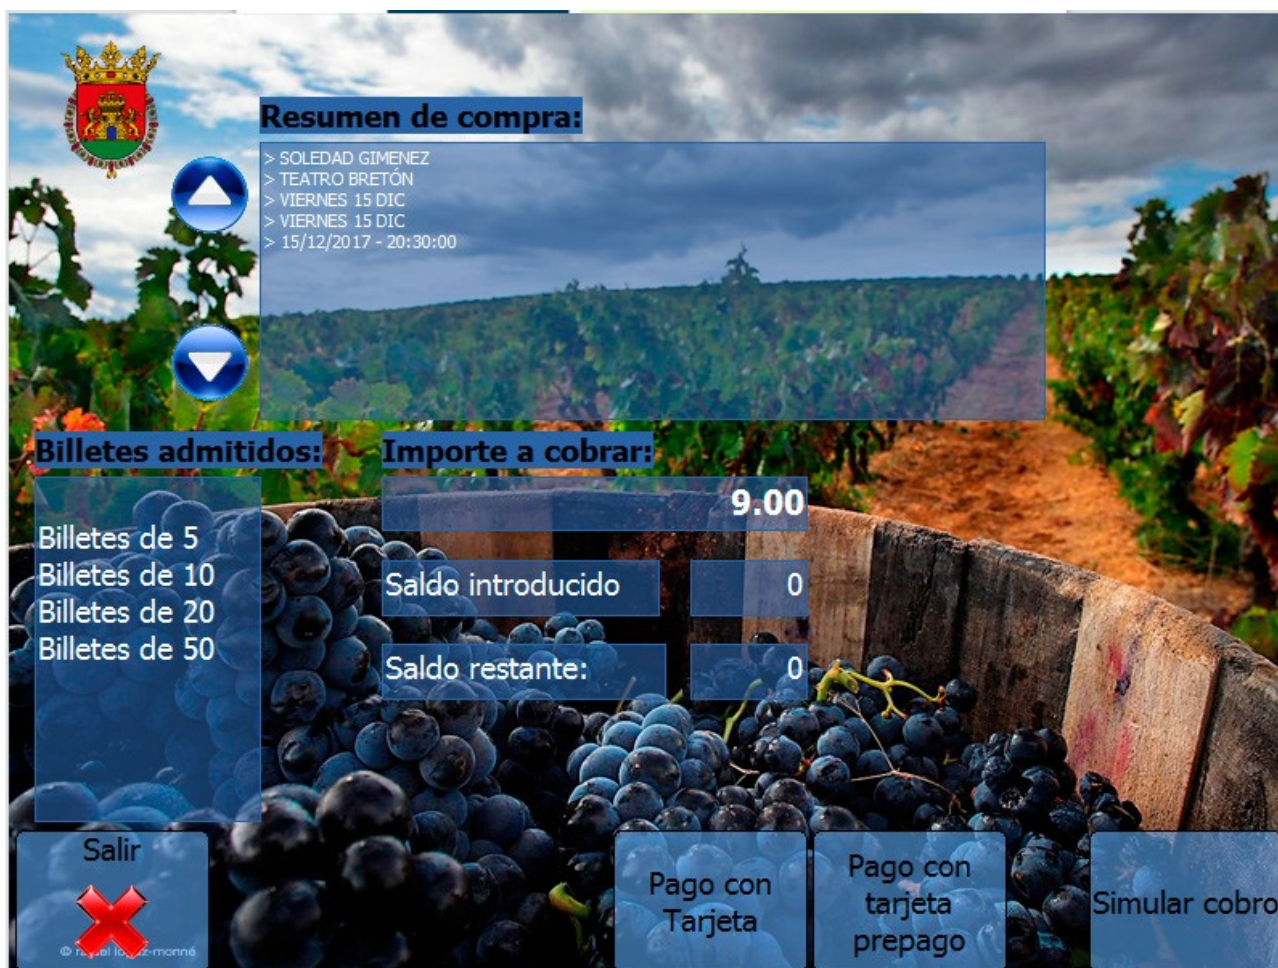 Resumen de compra:
> SOLEDAD GIMENEZ
> TEATRO BRETÓN
> VIERNES 15 DIC
> VIERNES 15 DIC
> 15/12/2017 - 20:30:00
Billetes admitidos:
Billetes de 5
Billetes de 10
Billetes de 20
Billetes de 50
Importe a cobrar:
9.00
Saldo introducido 0
Saldo restante: 0
Salir
Pago con
Tarjeta
Pago con
tarjeta
prepago
Simular cobro